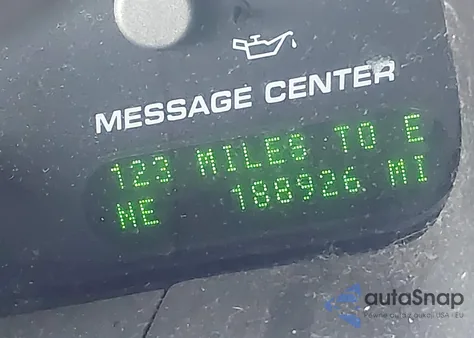 MESSAGE CENTER
123 MILES TO E
NE 188926 MI
autoSnap